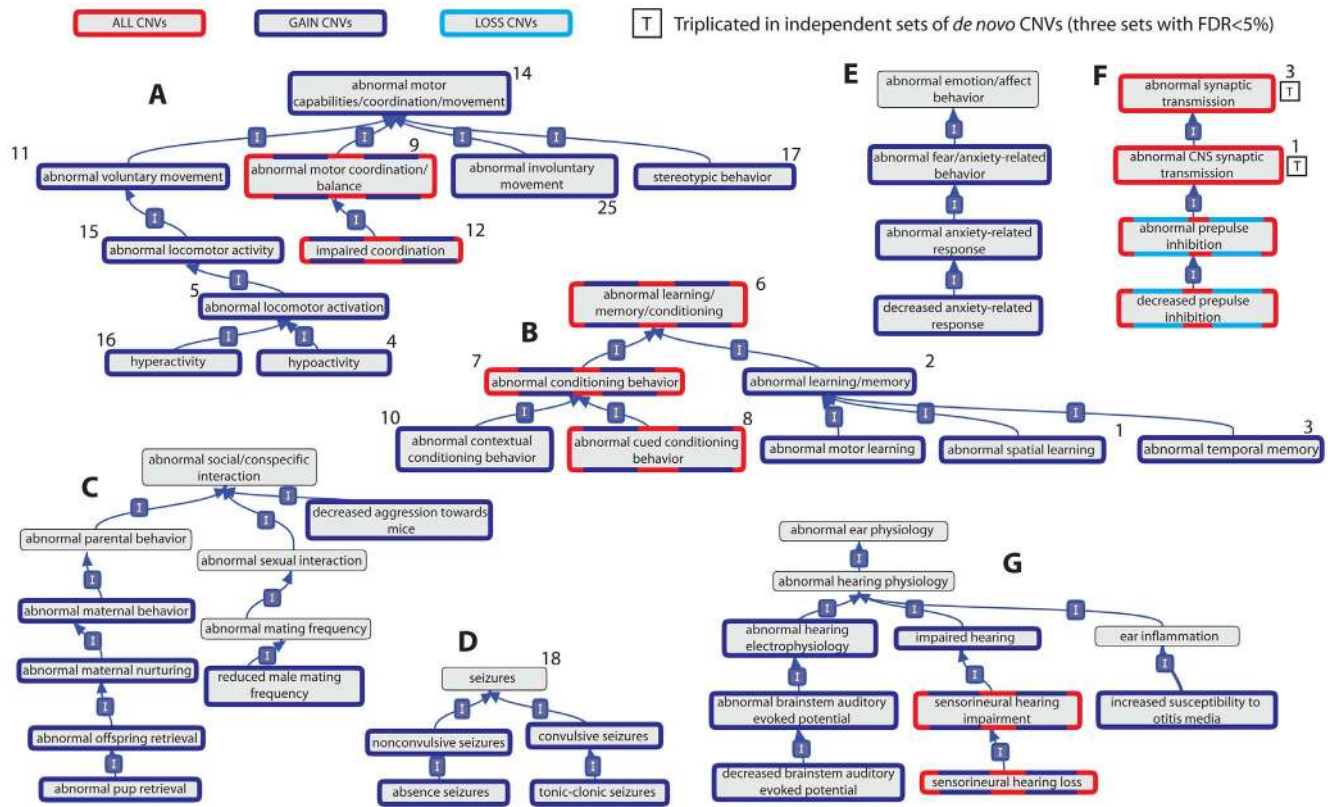 ALL CNVs
GAIN CNVs
LOSS CNVs
T Triplicated in independent sets of de novo CNVs (three sets with FDR<5%)
A
14
abnormal motor
capabilities/coordination/movement
I
I
I
I
11
abnormal voluntary movement
9
abnormal motor coordination/
balance
abnormal involuntary
movement
25
17
stereotypic behavior
I
I
15
abnormal locomotor activity
12
impaired coordination
I
5
abnormal locomotor activation
I
I
16
hyperactivity
4
hypoactivity
B
6
abnormal learning/
memory/conditioning
I
I
7
abnormal conditioning behavior
2
abnormal learning/memory
I
I
I
I
I
10
abnormal contextual
conditioning behavior
8
abnormal cued conditioning
behavior
abnormal motor learning
1
abnormal spatial learning
3
abnormal temporal memory
E
abnormal emotion/affect
behavior
I
abnormal fear/anxiety-related
behavior
I
abnormal anxiety-related
response
I
decreased anxiety-related
response
F
3
abnormal synaptic
transmission
T
I
1
abnormal CNS synaptic
transmission
T
I
abnormal prepulse
inhibition
I
decreased prepulse
inhibition
C
abnormal social/conspecific
interaction
I
I
I
decreased aggression towards
mice
abnormal parental behavior
abnormal sexual interaction
I
I
abnormal maternal behavior
abnormal mating frequency
I
I
abnormal maternal nurturing
reduced male mating
frequency
I
abnormal offspring retrieval
I
abnormal pup retrieval
D
18
seizures
I
I
nonconvulsive seizures
convulsive seizures
I
I
absence seizures
tonic-clonic seizures
G
abnormal ear physiology
I
abnormal hearing physiology
I
I
I
abnormal hearing
electrophysiology
impaired hearing
ear inflammation
I
I
I
abnormal brainstem auditory
evoked potential
sensorineural hearing
impairment
increased susceptibility to
otitis media
I
I
decreased brainstem auditory
evoked potential
sensorineural hearing loss